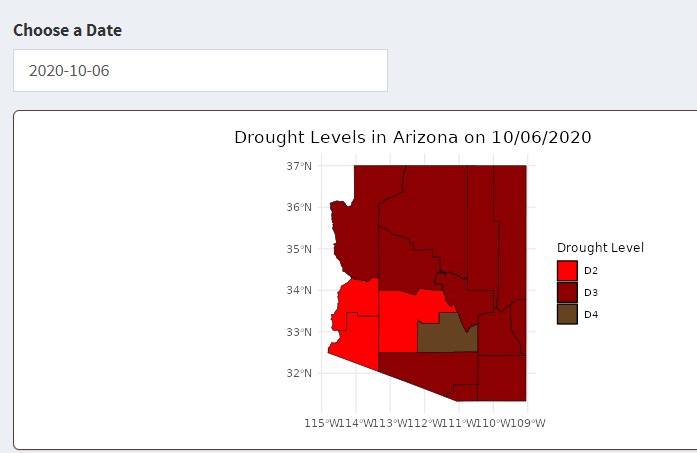 Choose a Date
2020-10-06
Drought Levels in Arizona on 10/06/2020
37°N
36°N
35°N
34°N
33°N
32°N
115°W114°W113°W112°W111°W110°W109°W
Drought Level
D2
D3
D4